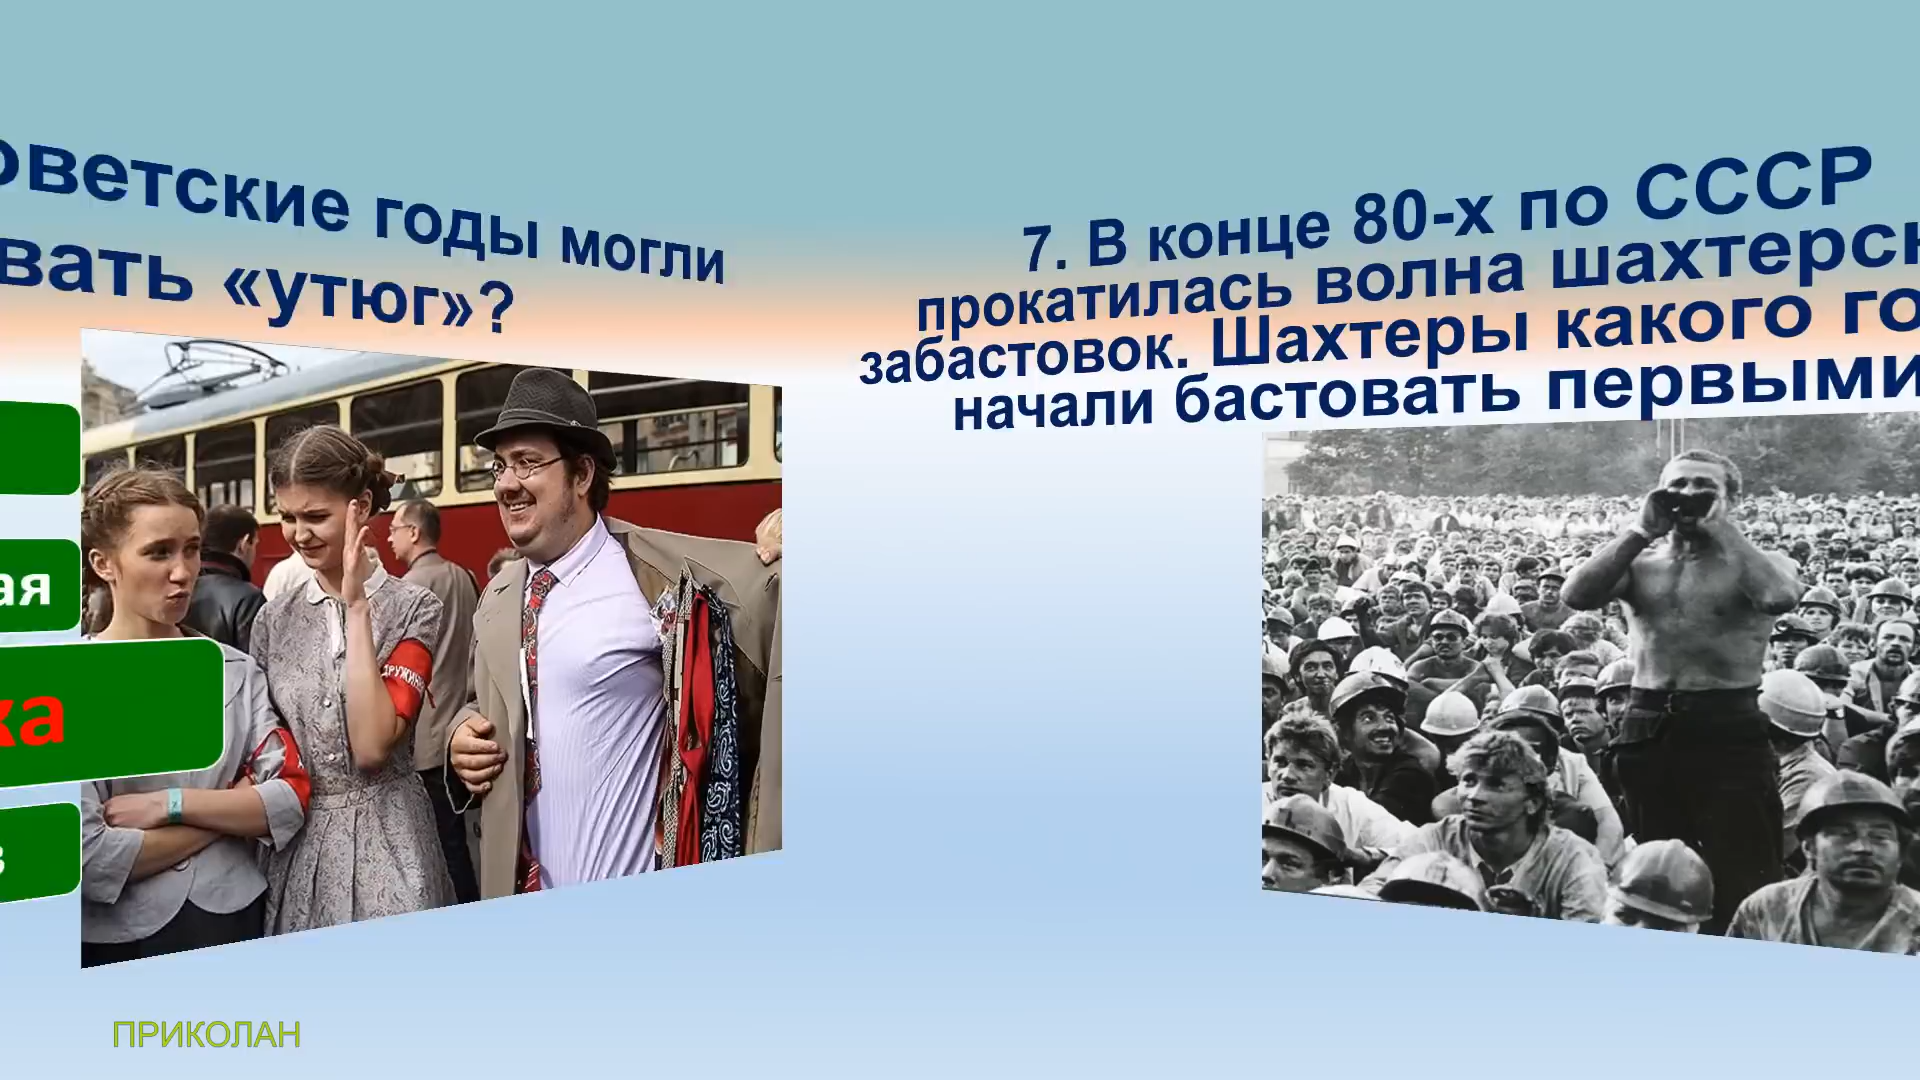 оветские годы могли
вать «утюг»?
ая
ка
в
ДРУЖИН
7. В конце 80-х по СССР
прокатилась волна шахтерск
забастовок. Шахтеры какого го
начали бастовать первыми
ПРИКОЛАН